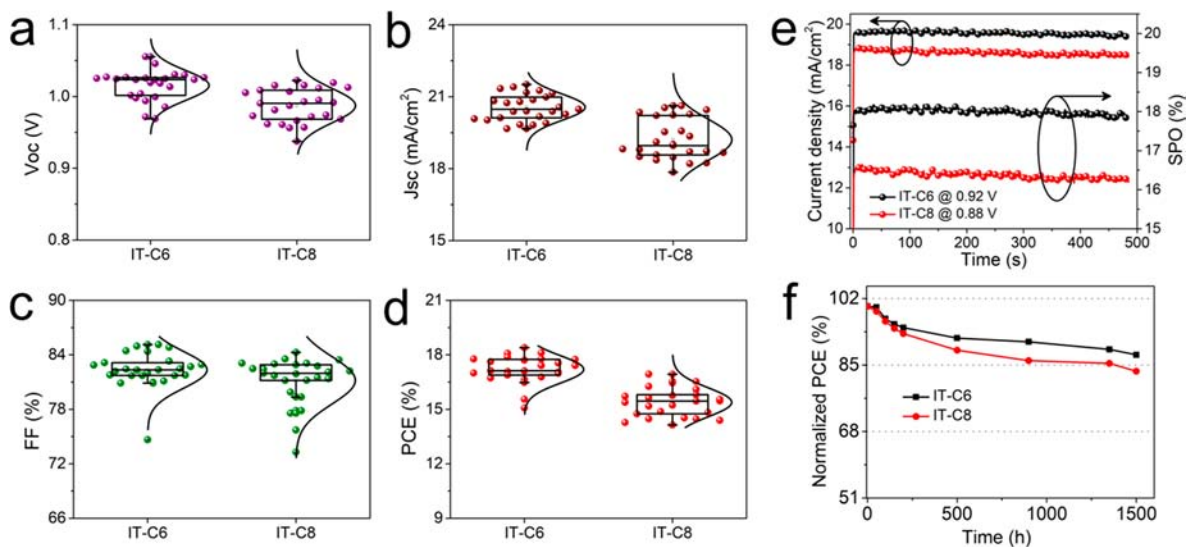 a
1.1
1.0
0.9
0.8
Voc (V)
IT-C6
IT-C8
b
24
21
18
15
Jsc (mA/cm²)
IT-C6
IT-C8
e
20
19
18
16
14
12
10
Current density (mA/cm²)
20
19
18
17
16
15
SPO (%)
IT-C6 @ 0.92 V
IT-C8 @ 0.88 V
0
100
200
300
400
500
Time (s)
c
90
84
78
72
66
FF (%)
IT-C6
IT-C8
d
21
18
15
12
9
PCE (%)
IT-C6
IT-C8
f
102
85
68
51
Normalized PCE (%)
IT-C6
IT-C8
0
500
1000
1500
Time (h)